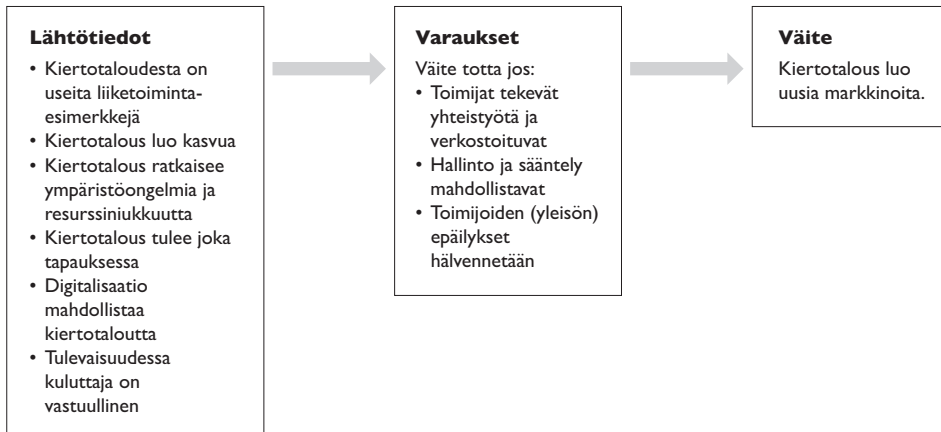 Lähtötiedot
• Kiertotaloudesta on
useita liiketoiminta-
esimerkkejä
• Kiertotalous luo kasvua
• Kiertotalous ratkaisee
ympäristöongelmia ja
resurssiniukkuutta
• Kiertotalous tulee joka
tapauksessa
• Digitalisaatio
mahdollistaa
kiertotaloutta
• Tulevaisuudessa
kuluttaja on
vastuullinen
Varaukset
Väite totta jos:
• Toimijat tekevät
yhteistyötä ja
verkostoituvat
• Hallinto ja sääntely
mahdollistavat
• Toimijoiden (yleisön)
epäilykset
hälvennetään
Väite
Kiertotalous luo
uusia markkinoita.